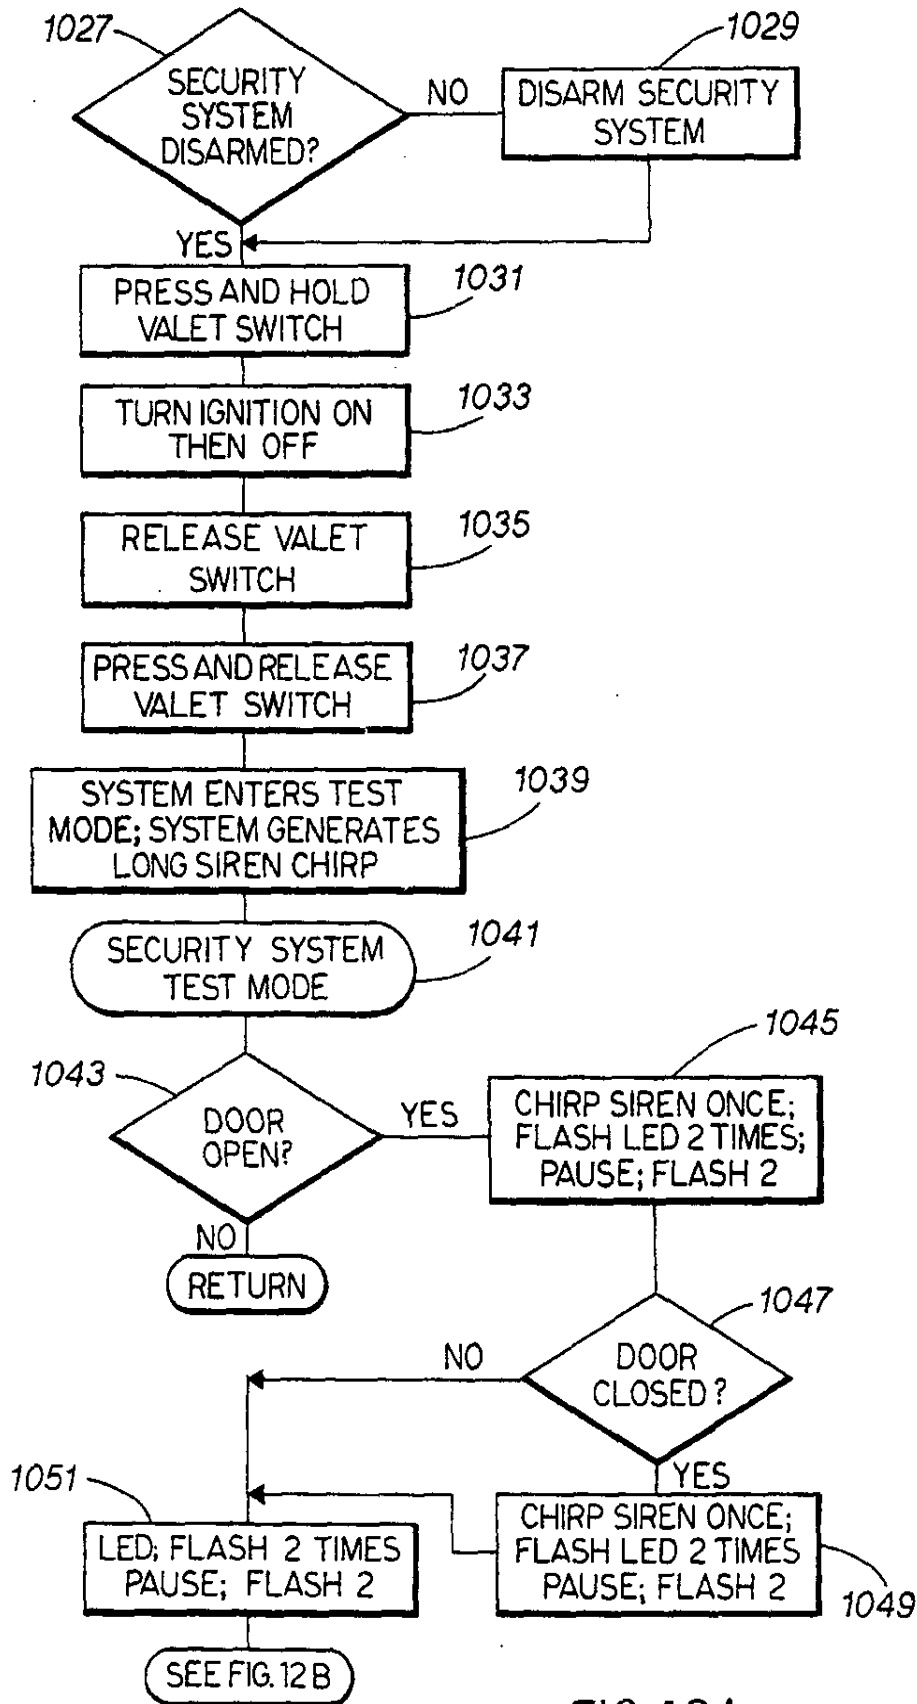 1027
SECURITY
SYSTEM
DISARMED?
NO
1029
DISARM SECURITY
SYSTEM
YES
1031
PRESS AND HOLD
VALET SWITCH
1033
TURN IGNITION ON
THEN OFF
1035
RELEASE VALET
SWITCH
1037
PRESS AND RELEASE
VALET SWITCH
1039
SYSTEM ENTERS TEST
MODE; SYSTEM GENERATES
LONG SIREN CHIRP
1041
SECURITY SYSTEM
TEST MODE
1043
DOOR
OPEN?
YES
1045
CHIRP SIREN ONCE;
FLASH LED 2 TIMES;
PAUSE; FLASH 2
NO
RETURN
1047
DOOR
CLOSED?
NO
YES
1049
CHIRP SIREN ONCE;
FLASH LED 2 TIMES
PAUSE; FLASH 2
1051
LED; FLASH 2 TIMES
PAUSE; FLASH 2
SEE FIG. 12B